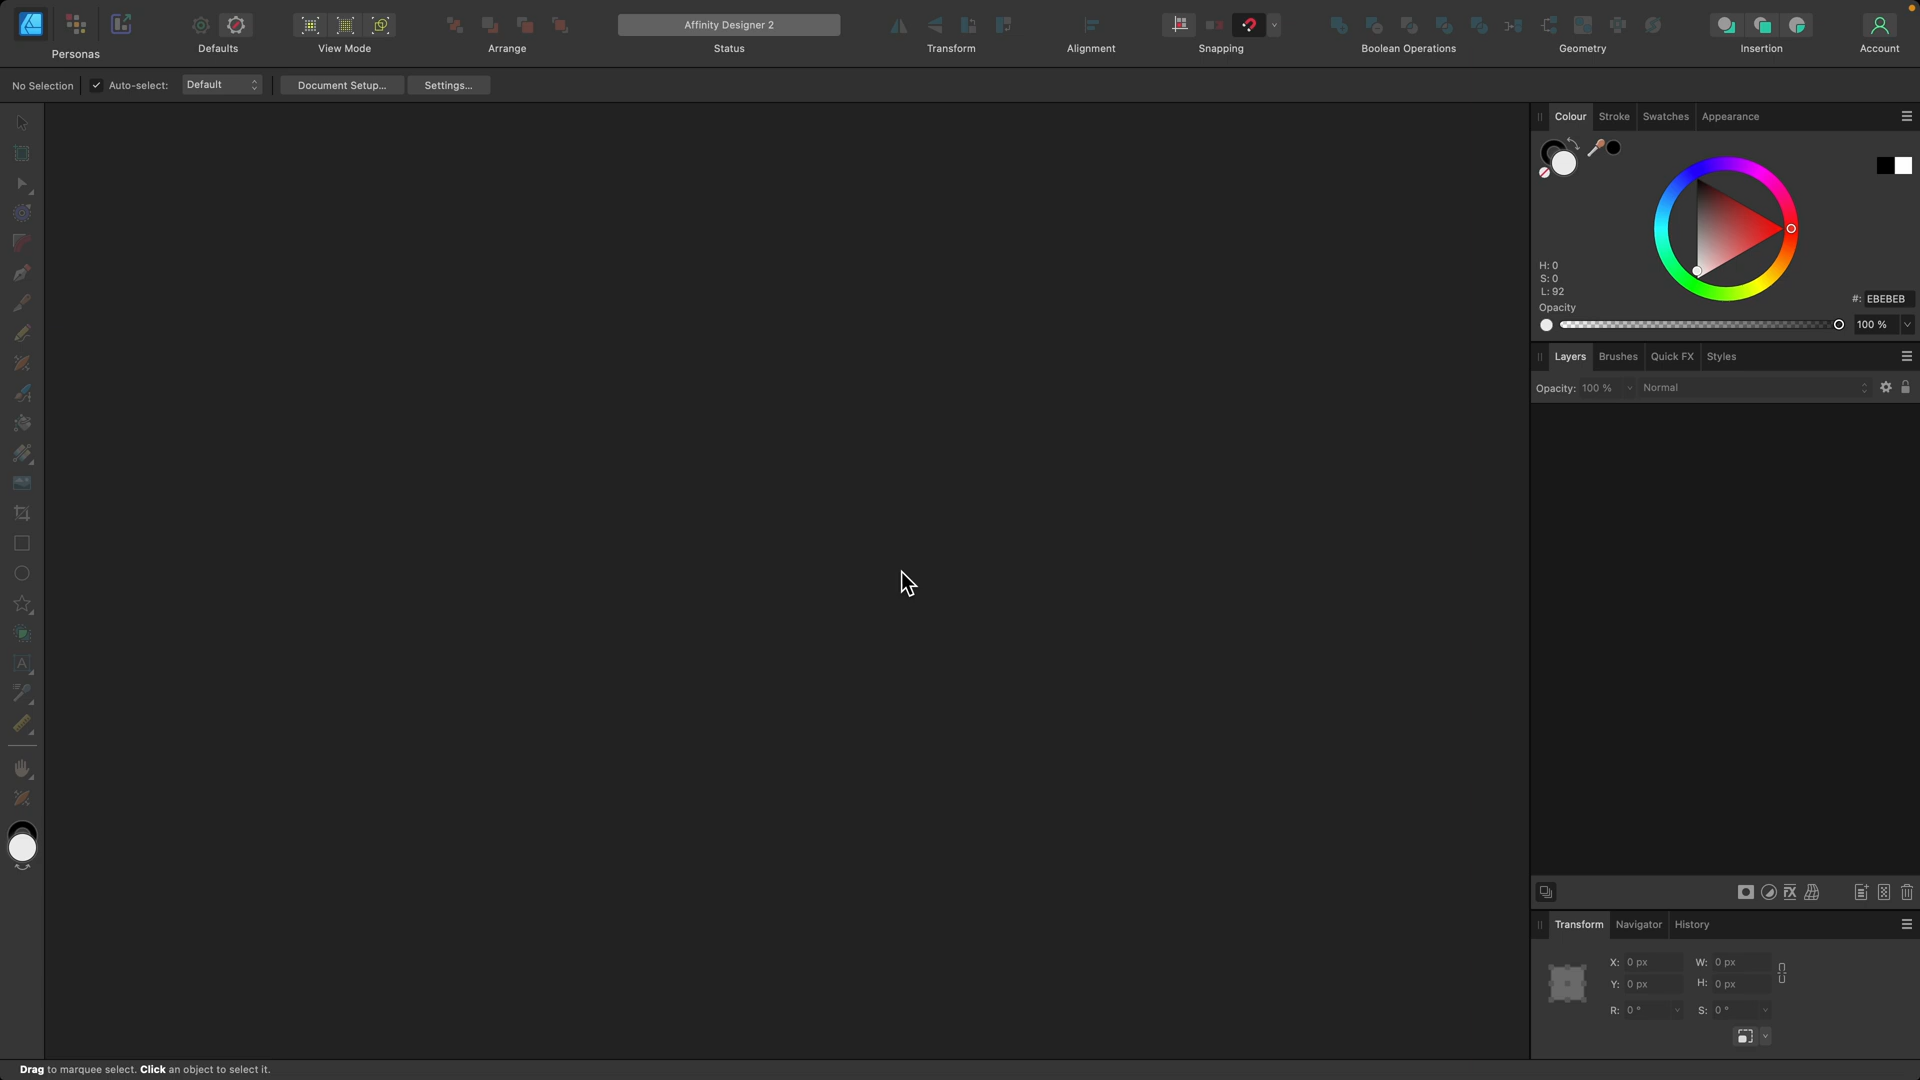 Affinity Designer 2
Personas
Defaults
View Mode
Arrange
Status
Transform
Alignment
Snapping
Boolean Operations
Geometry
Insertion
Account
No Selection
Auto-select:
Default
Document Setup...
Settings...
Colour
Stroke
Swatches
Appearance
H: 0
S: 0
L: 92
#: EBEBEB
Opacity
100 %
Layers
Brushes
Quick FX
Styles
Opacity: 100 %
Normal
Transform
Navigator
History
X: 0 px
W: 0 px
Y: 0 px
H: 0 px
R: 0 °
S: 0 °
Drag to marquee select. Click an object to select it.